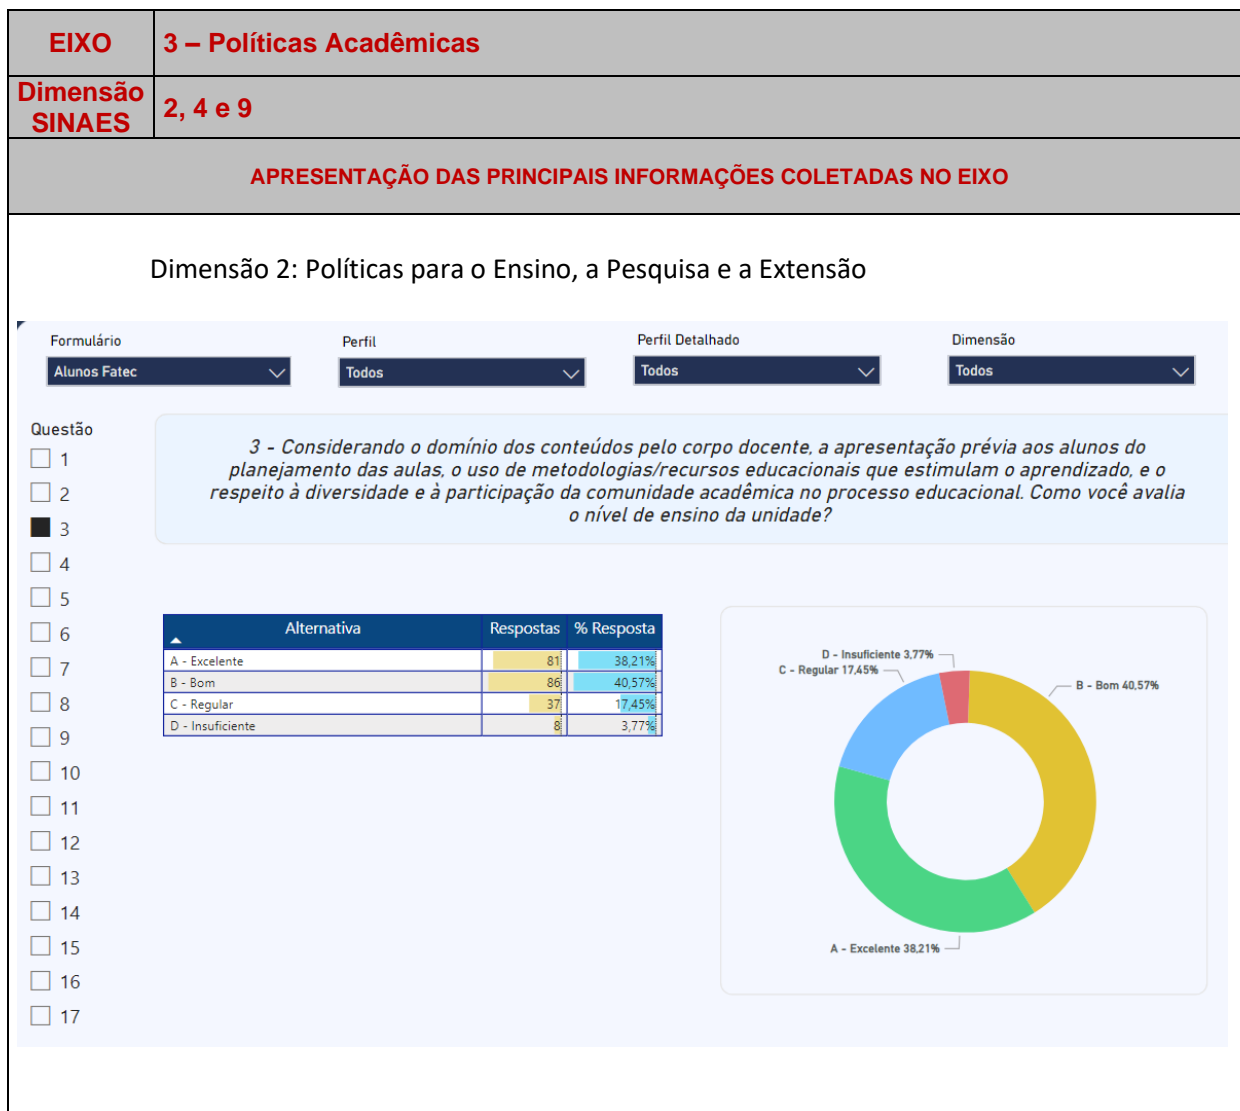 EIXO
3 – Políticas Acadêmicas
Dimensão
SINAES
2, 4 e 9
APRESENTAÇÃO DAS PRINCIPAIS INFORMAÇÕES COLETADAS NO EIXO
Dimensão 2: Políticas para o Ensino, a Pesquisa e a Extensão
Formulário
Perfil
Perfil Detalhado
Dimensão
Alunos Fatec
Todos
Todos
Todos
Questão
1
2
3
4
5
6
7
8
9
10
11
12
13
14
15
16
17
3 - Considerando o domínio dos conteúdos pelo corpo docente, a apresentação prévia aos alunos do
planejamento das aulas, o uso de metodologias/recursos educacionais que estimulam o aprendizado, e o
respeito à diversidade e à participação da comunidade acadêmica no processo educacional. Como você avalia
o nível de ensino da unidade?
Alternativa Respostas % Resposta
A - Excelente 81 38,21%
B - Bom 86 40,57%
C - Regular 37 17,45%
D - Insuficiente 8 3,77%
D - Insuficiente 3,77%
C - Regular 17,45%
B - Bom 40,57%
A - Excelente 38,21%